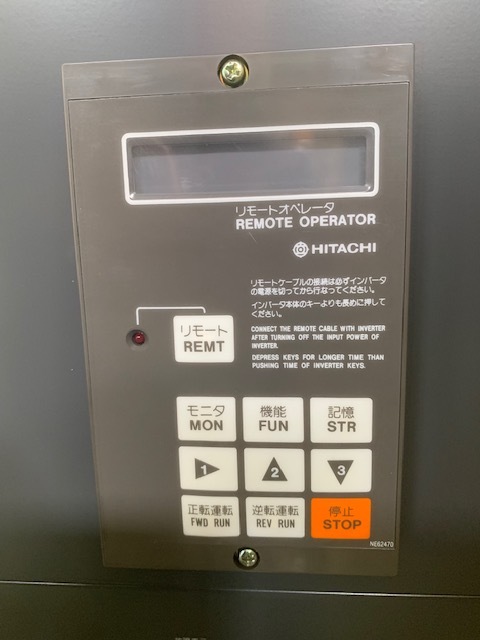 リモートオペレータ
REMOTE OPERATOR
HITACHI
リモートケーブルの接続は必ずインバータ
の電源を切ってから行なってください。
インバータ本体のキーよりも長めに押して
ください。
CONNECT THE REMOTE CABLE WITH INVERTER
AFTER TURNING OFF THE INPUT POWER OF
INVERTER.
DEPRESS KEYS FOR LONGER TIME THAN
PUSHING TIME OF INVERTER KEYS.
リモート
REMT
モニタ
MON
機能
FUN
記憶
STR
1
2
3
正転運転
FWD RUN
逆転運転
REV RUN
停止
STOP
NE62470